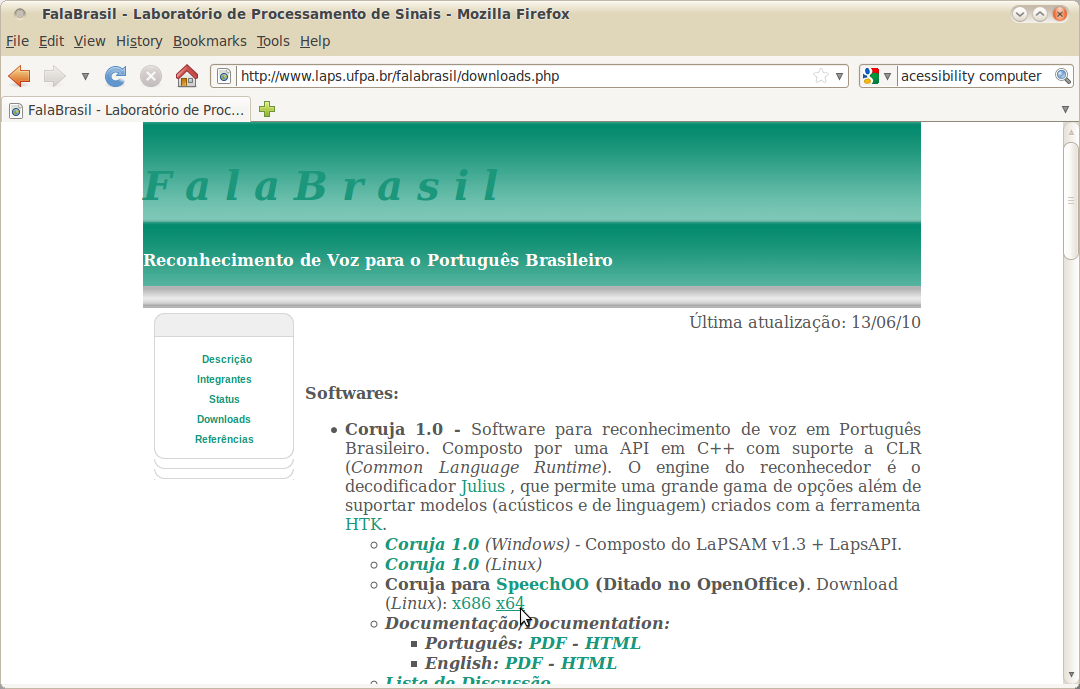 FalaBrasil - Laboratório de Processamento de Sinais - Mozilla Firefox
File Edit View History Bookmarks Tools Help
http://www.laps.ufpa.br/falabrasil/downloads.php
acessibility computer
FalaBrasil - Laboratório de Proc...
FalaBrasil
Reconhecimento de Voz para o Português Brasileiro
Última atualização: 13/06/10
Descrição
Integrantes
Status
Downloads
Referências
Softwares:
• Coruja 1.0 - Software para reconhecimento de voz em Português
Brasileiro. Composto por uma API em C++ com suporte a CLR
(Common Language Runtime). O engine do reconhecedor é o
decodificador Julius , que permite uma grande gama de opções além de
suportar modelos (acústicos e de linguagem) criados com a ferramenta
HTK.
◦ Coruja 1.0 (Windows) - Composto do LaPSAM v1.3 + LapsAPI.
◦ Coruja 1.0 (Linux)
◦ Coruja para SpeechOO (Ditado no OpenOffice). Download
(Linux): x686 x64
◦ Documentação/Documentation:
▪ Português: PDF - HTML
▪ English: PDF - HTML
◦ Lista de Discussão